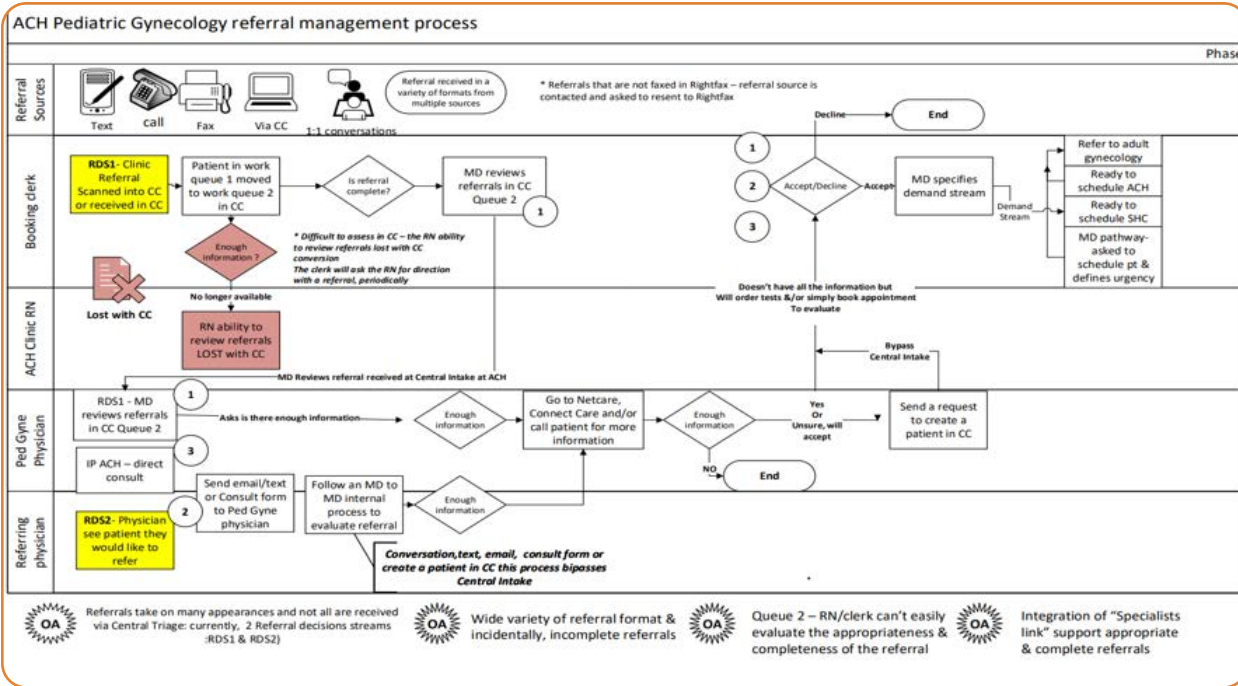 ACH Pediatric Gynecology referral management process
Phase
Referral
Sources
Text
call
Fax
Via CC
1:1 conversations
Referral received in a
variety of formats from
multiple sources
* Referrals that are not faxed in Rightfax – referral source is
contacted and asked to resent to Rightfax
Decline
End
Booking clerk
RDS1- Clinic
Referral
Scanned into CC
or received in CC
Patient in work
queue 1 moved
to work queue 2
in CC
Is referral
complete?
MD reviews
referrals in CC
Queue 2
1
1
2
3
Accept/Decline
Accept
MD specifies
demand stream
Demand
Stream
Refer to adult
gynecology
Ready to
schedule ACH
Ready to
schedule SHC
MD pathway-
asked to
schedule pt &
defines urgency
Enough
information ?
* Difficult to assess in CC – the RN ability
to review referrals lost with CC
conversion
The clerk will ask the RN for direction
with a referral, periodically
No longer available
Lost with CC
ACH Clinic RN
RN ability to
review referrals
LOST with CC
Doesn't have all the information but
Will order tests &/or simply book appointment
To evaluate
Bypass
Central Intake
MD Reviews referral received at Central Intake at ACH
Ped Gyne
Physician
RDS1 - MD
reviews referrals
in CC Queue 2
1
Asks is there enough information
Enough
information
Go to Netcare,
Connect Care and/or
call patient for more
information
Enough
information
Yes
Or
Unsure, will
accept
Send a request
to create a
patient in CC
NO
End
IP ACH – direct
consult
3
Referring
physician
RDS2- Physician
see patient they
would like to
refer
2
Send email/text
or Consult form
to Ped Gyne
physician
Follow an MD to
MD internal
process to
evaluate referral
Enough
information
Conversation,text, email, consult form or
create a patient in CC this process bipasses
Central Intake
OA
Referrals take on many appearances and not all are received
via Central Triage: currently, 2 Referral decisions streams
:RDS1 & RDS2)
OA
Wide variety of referral format &
incidentally, incomplete referrals
OA
Queue 2 – RN/clerk can't easily
evaluate the appropriateness &
completeness of the referral
OA
Integration of "Specialists
link" support appropriate
& complete referrals